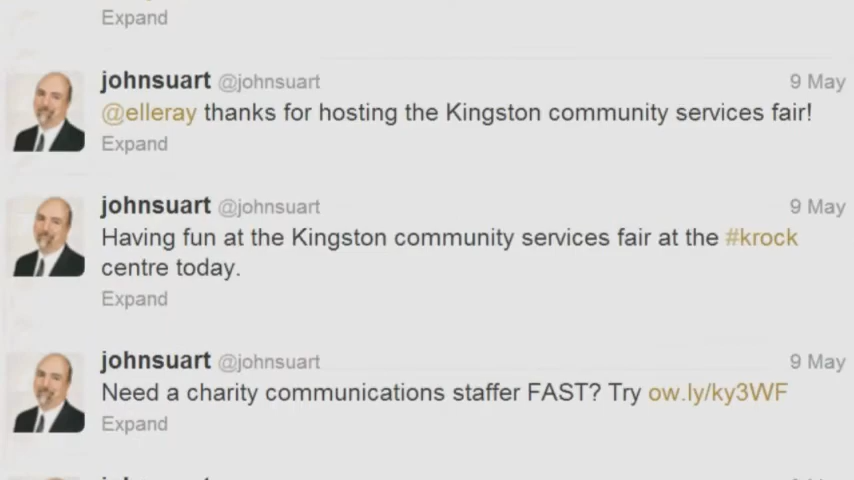 Expand
johnsuart @johnsuart 9 May
@elleray thanks for hosting the Kingston community services fair!
Expand
johnsuart @johnsuart 9 May
Having fun at the Kingston community services fair at the #krock
centre today.
Expand
johnsuart @johnsuart 9 May
Need a charity communications staffer FAST? Try ow.ly/ky3WF
Expand